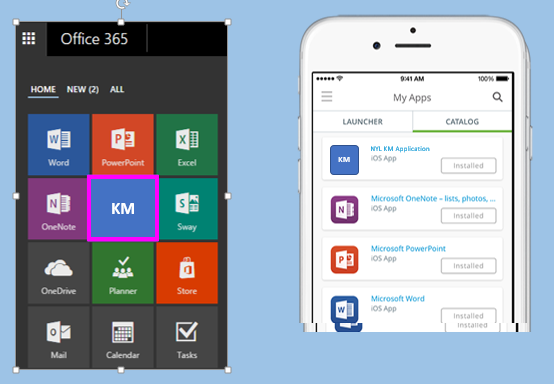 Office 365
HOME NEW (2) ALL
W Word
P PowerPoint
X Excel
N OneNote
KM
S Sway
OneDrive
Planner
Store
O Mail
Calendar
Tasks
9:41 AM 100%
My Apps
LAUNCHER CATALOG
KM
NYL KM Application
iOS App
Installed
N
Microsoft OneNote – lists, photos, ...
iOS App
Installed
P
Microsoft PowerPoint
iOS App
Installed
W
Microsoft Word
iOS App
Installed
Installed